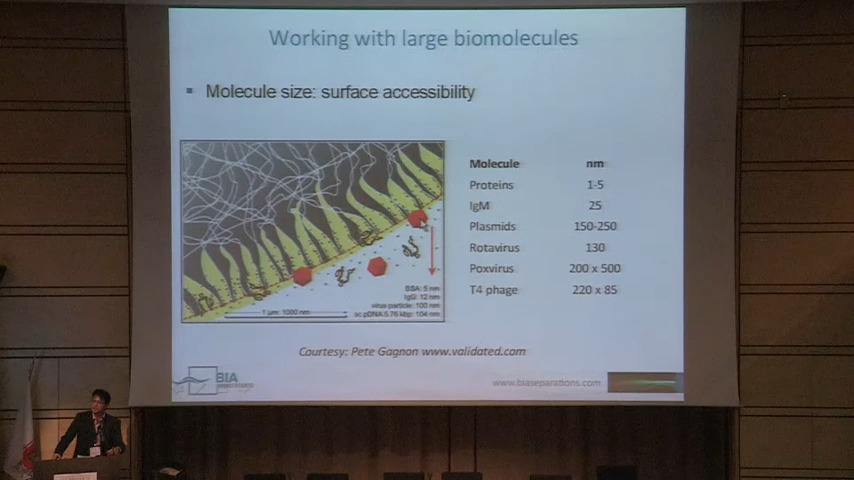 Working with large biomolecules
▪ Molecule size: surface accessibility
Molecule nm
Proteins 1-5
IgM 25
Plasmids 150-250
Rotavirus 130
Poxvirus 200 x 500
T4 phage 220 x 85
BSA: 5 nm
IgG: 12 nm
virus particle: 100 nm
sc pDNA 5.76 kbp: 104 nm
1 µm: 1000 nm
Courtesy: Pete Gagnon www.validated.com
BIA
www.biaseparations.com